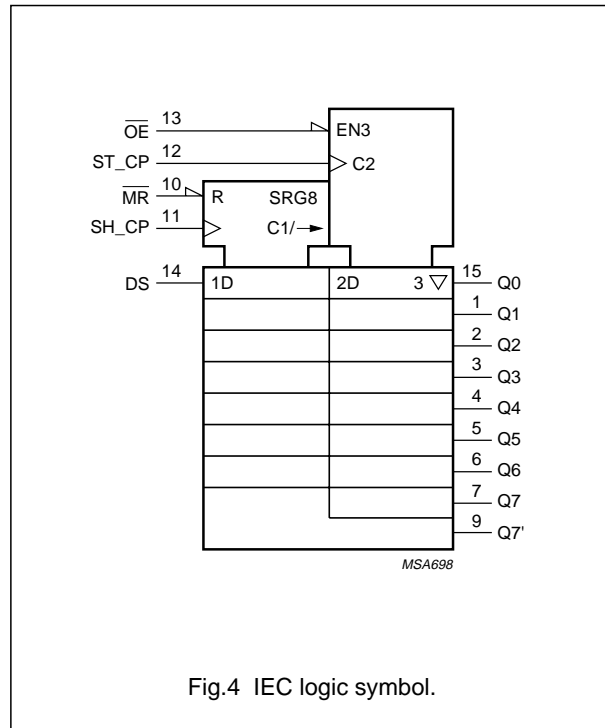 13
O̅E̅ EN3
12
ST_CP C2
10
M̅R̅ R SRG8
11
SH_CP C1/→
14 15
DS 1D 2D 3 ▽ Q0
1
Q1
2
Q2
3
Q3
4
Q4
5
Q5
6
Q6
7
Q7
9
Q7'
MSA698
Fig.4 IEC logic symbol.